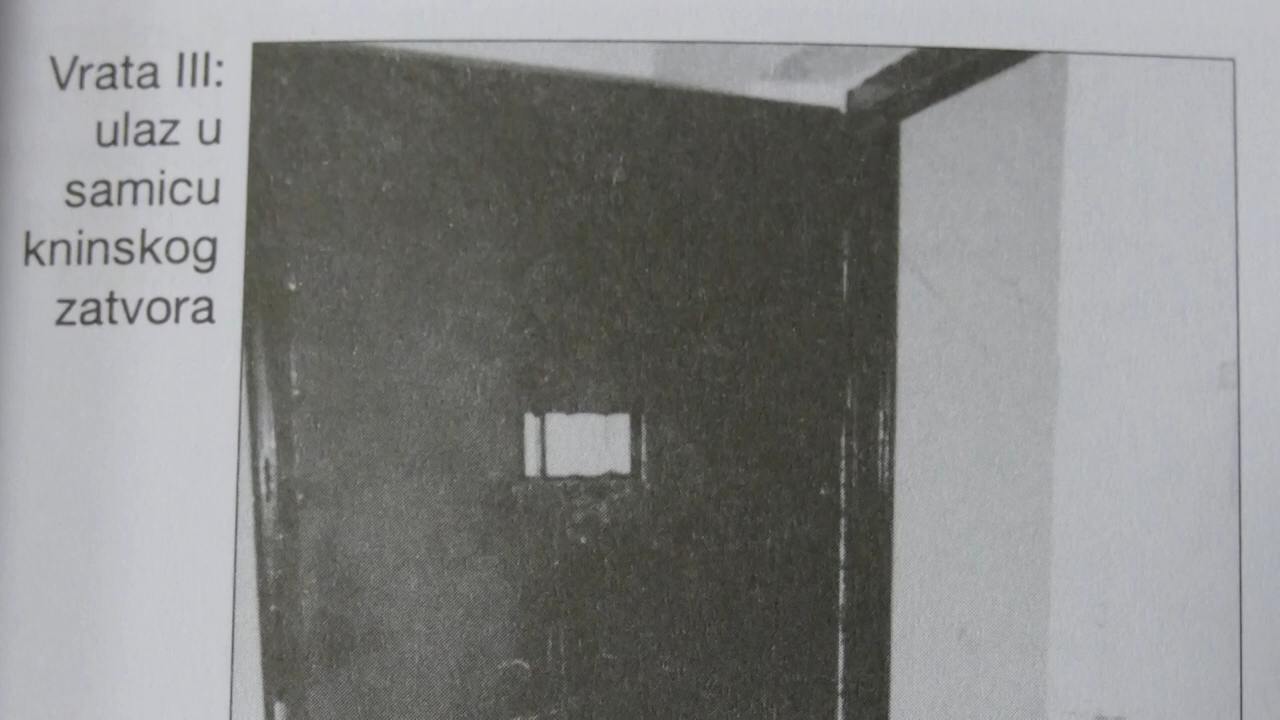 Vrata III:
ulaz u
samicu
kninskog
zatvora